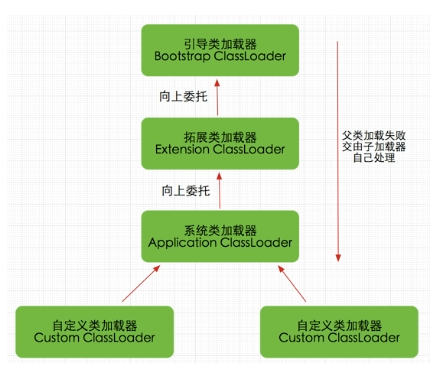 引导类加载器
Bootstrap ClassLoader
向上委托
拓展类加载器
Extension ClassLoader
父类加载失败
交由子加载器
自己处理
向上委托
系统类加载器
Application ClassLoader
自定义类加载器
Custom ClassLoader
自定义类加载器
Custom ClassLoader